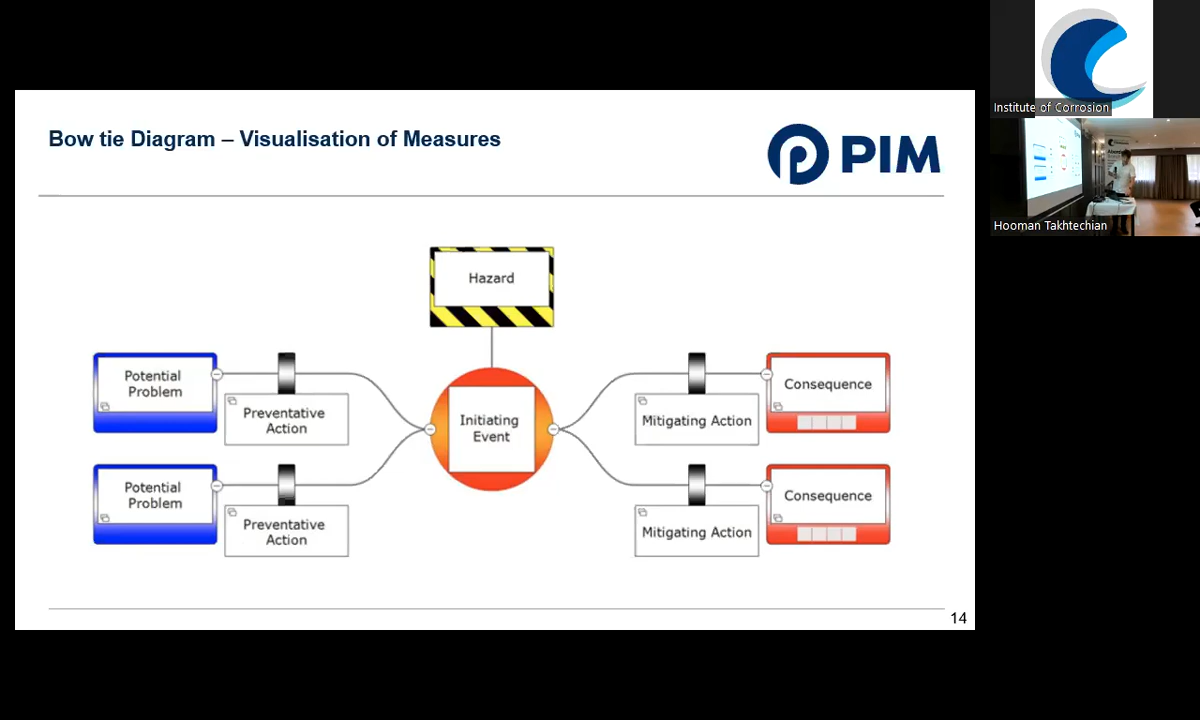 Bow tie Diagram – Visualisation of Measures
PIM
Hazard
Potential
Problem
Preventative
Action
Initiating
Event
Mitigating Action
Consequence
Potential
Problem
Preventative
Action
Mitigating Action
Consequence
14
Institute of Corrosion
Hooman Takhtechian